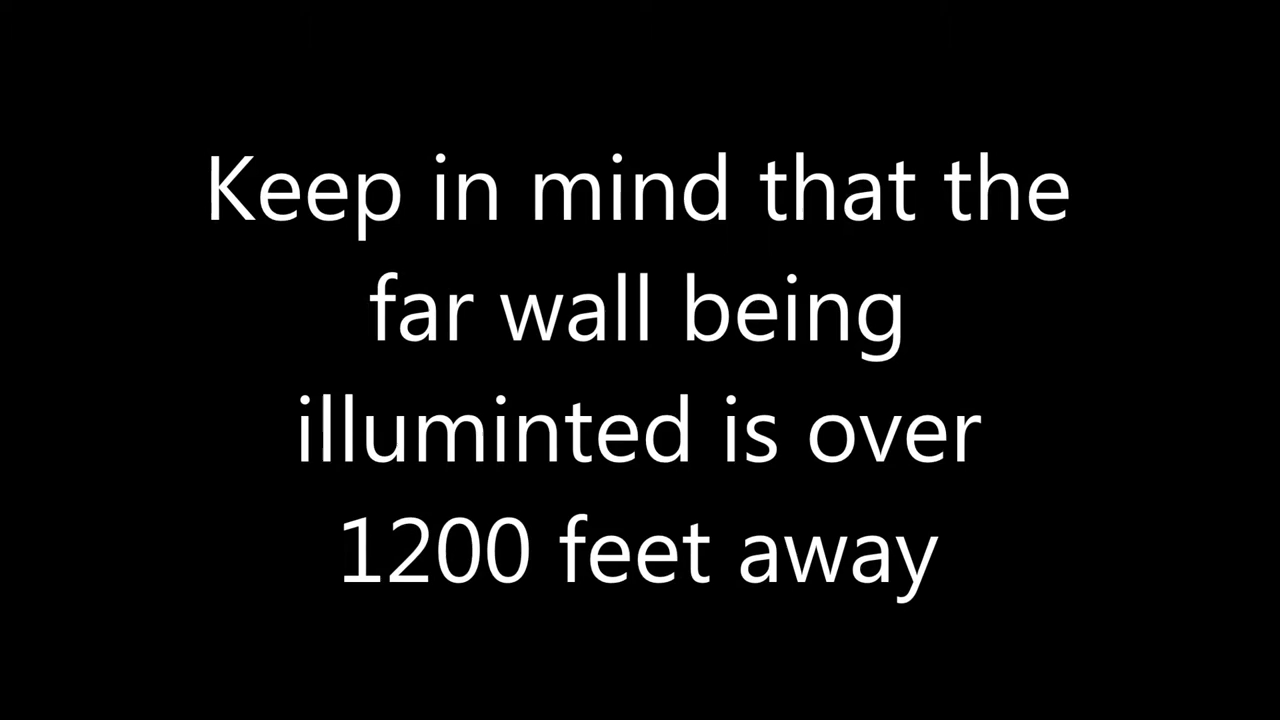 Keep in mind that the
far wall being
illuminted is over
1200 feet away